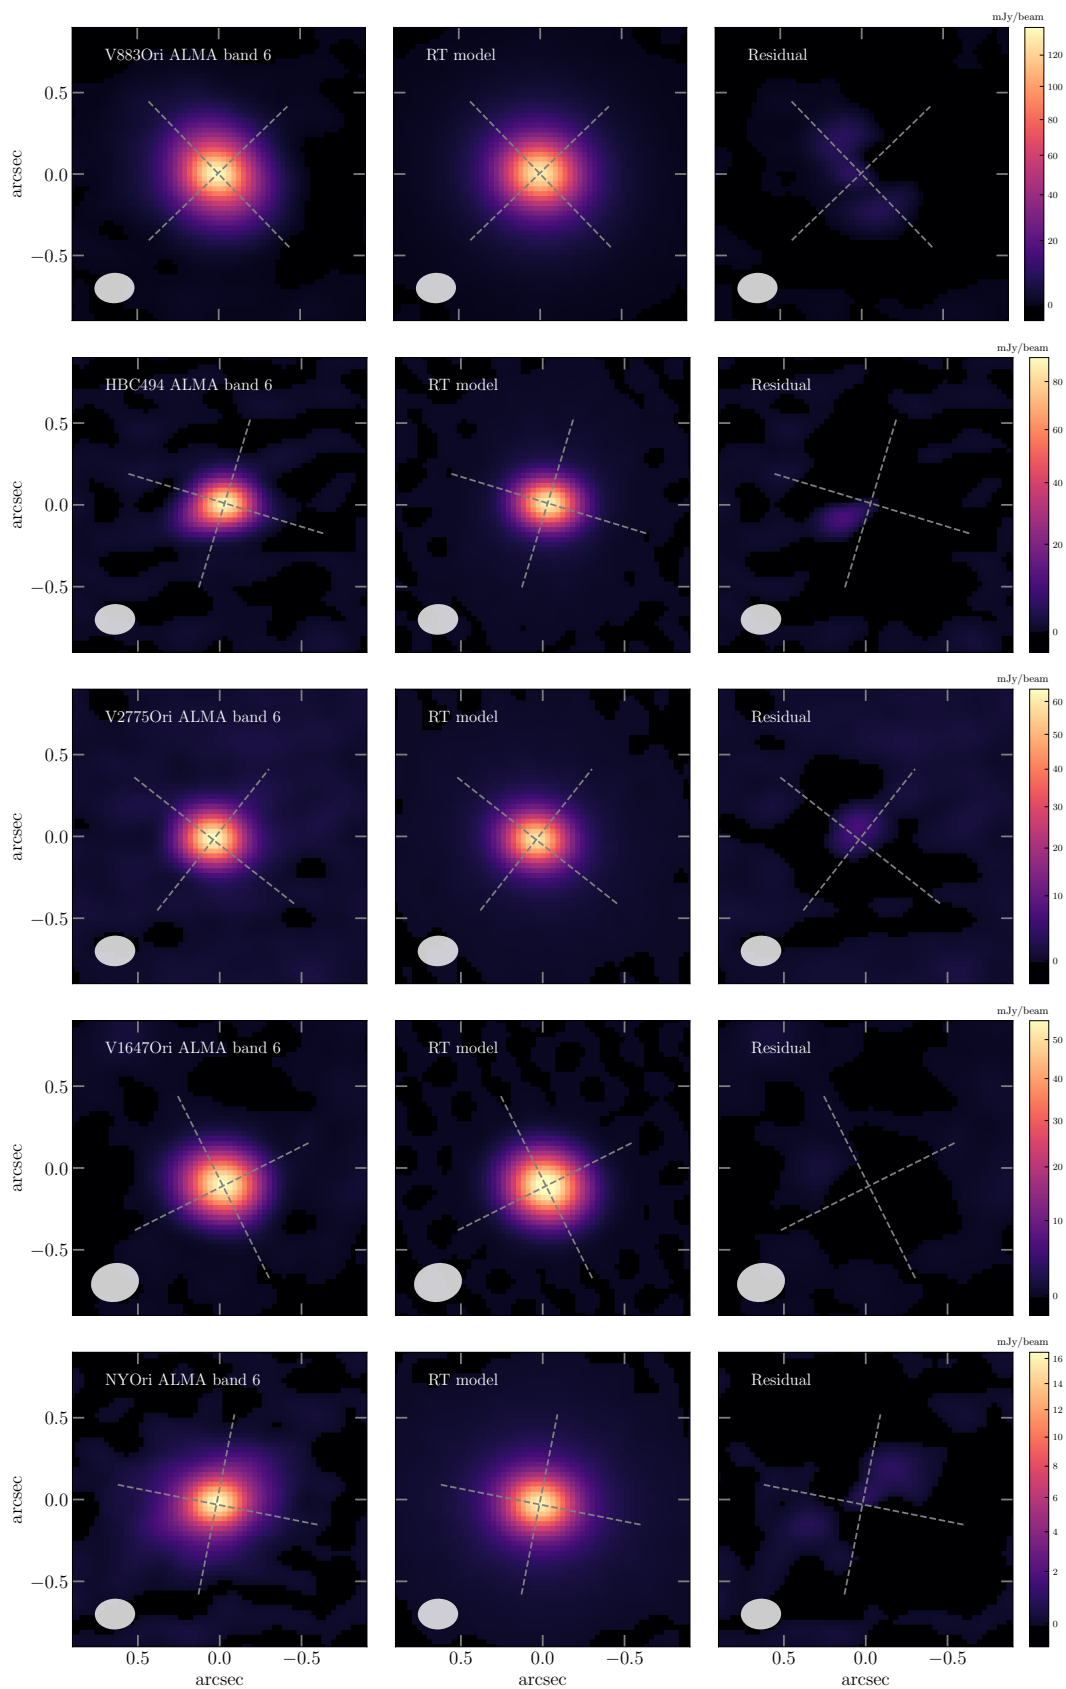 mJy/beam
V883Ori ALMA band 6
RT model
Residual
120
100
80
60
40
20
0
0.5
0.0
−0.5
arcsec
mJy/beam
HBC494 ALMA band 6
RT model
Residual
80
60
40
20
0
0.5
0.0
−0.5
arcsec
mJy/beam
V2775Ori ALMA band 6
RT model
Residual
60
50
40
30
20
10
0
0.5
0.0
−0.5
arcsec
mJy/beam
V1647Ori ALMA band 6
RT model
Residual
50
40
30
20
10
0
0.5
0.0
−0.5
arcsec
mJy/beam
NYOri ALMA band 6
RT model
Residual
16
14
12
10
8
6
4
2
0
0.5
0.0
−0.5
arcsec
0.5 0.0 −0.5 0.5 0.0 −0.5 0.5 0.0 −0.5
arcsec arcsec arcsec